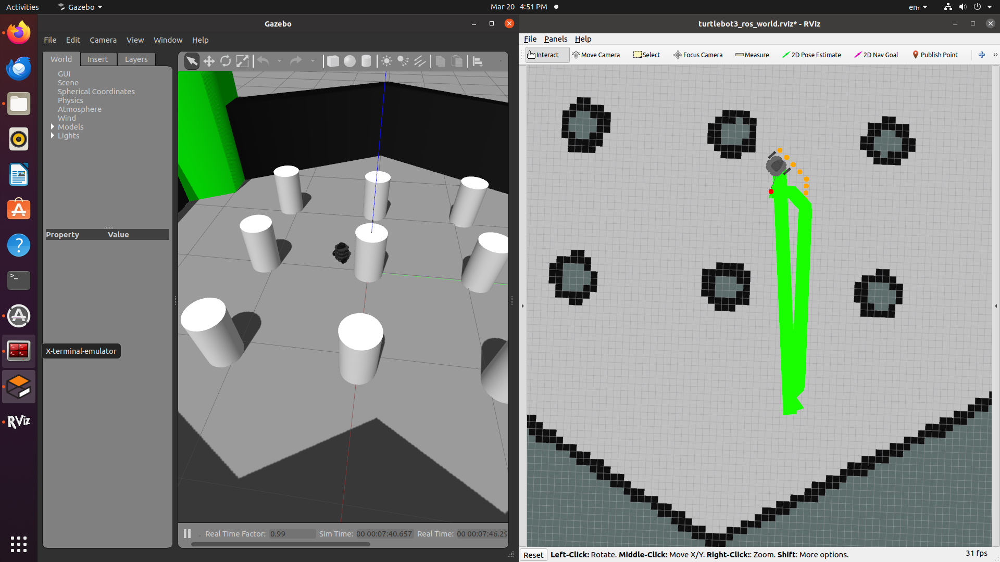 Activities
Gazebo
Mar 20 4:51 PM
en₁
Gazebo
turtlebot3_ros_world.rviz* - RViz
File Edit Camera View Window Help
File Panels Help
World Insert Layers
Interact Move Camera Select Focus Camera Measure 2D Pose Estimate 2D Nav Goal Publish Point »
GUI
Scene
Spherical Coordinates
Physics
Atmosphere
Wind
Models
Lights
Property Value
X-terminal-emulator
RViz
Real Time Factor: 0.99 Sim Time: 00 00:07:40.657 Real Time: 00 00:07:46.29
Reset Left-Click: Rotate. Middle-Click: Move X/Y. Right-Click:: Zoom. Shift: More options. 31 fps